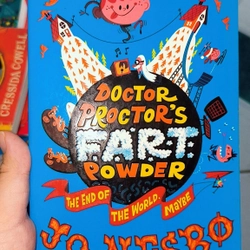 DOCTOR
PROCTOR'S
FART
POWDER
THE END OF THE WORLD. MAYBE
JO NESBO
CRESSIDA COWELL